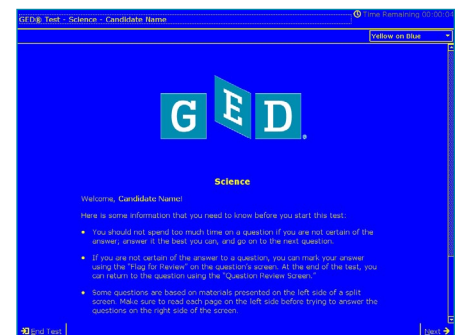 GED® Test - Science - Candidate Name
Time Remaining 00:00:04
Yellow on Blue
GED®
Science
Welcome, Candidate Name!
Here is some information that you need to know before you start this test:
• You should not spend too much time on a question if you are not certain of the
answer; answer it the best you can, and go on to the next question.
• If you are not certain of the answer to a question, you can mark your answer
using the "Flag for Review" on the question's screen. At the end of the test, you
can return to the question using the "Question Review Screen."
• Some questions are based on materials presented on the left side of a split
screen. Make sure to read each page on the left side before trying to answer the
questions on the right side of the screen.
End Test
Next